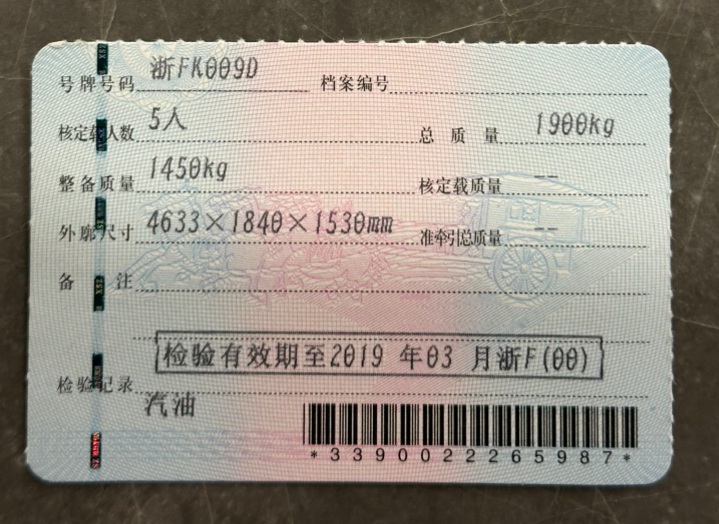 号牌号码 浙FK009D 档案编号
核定载人数 5人 总质量 1900kg
整备质量 1450kg 核定载质量 --
外廓尺寸 4633×1840×1530mm 准牵引总质量 --
备注
检验有效期至2019年03月浙F(00)
检验记录
汽油
*3390022265987*